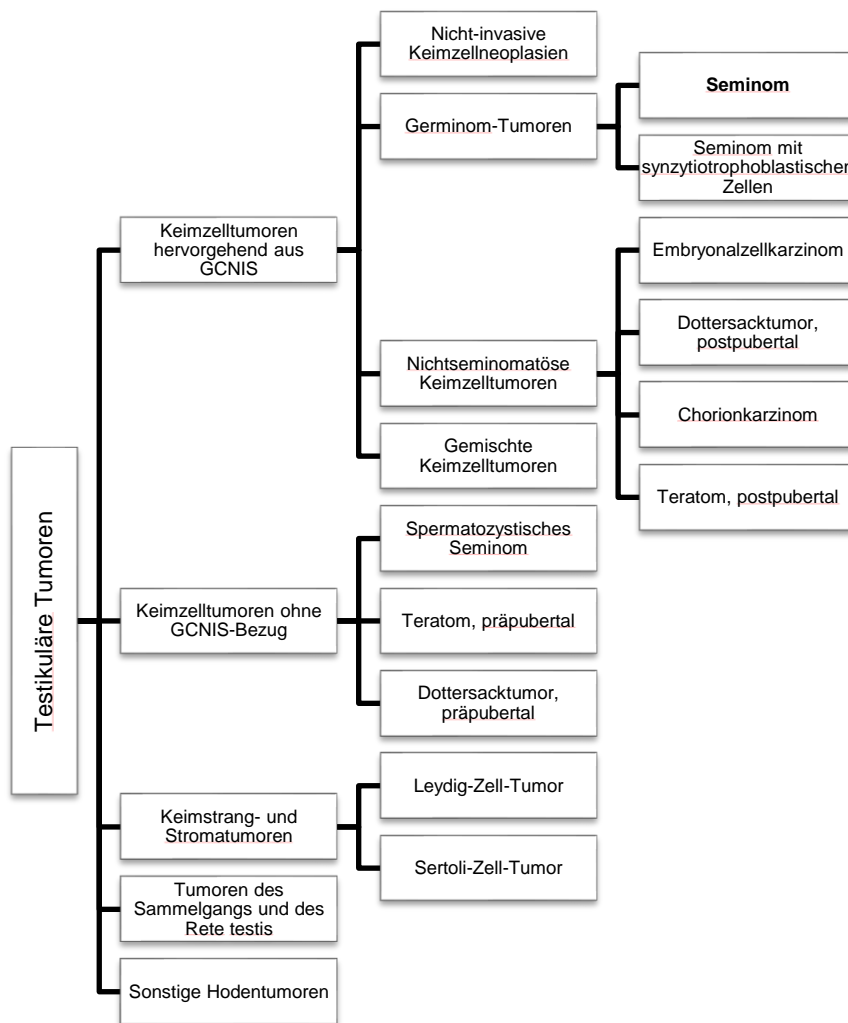 Testikuläre Tumoren
Keimzelltumoren
hervorgehend aus
GCNIS
Nicht-invasive
Keimzellneoplasien
Germinom-Tumoren
Seminom
Seminom mit
synzytiotrophoblastischer
Zellen
Nichtseminomatöse
Keimzelltumoren
Embryonalzellkarzinom
Dottersacktumor,
postpubertal
Chorionkarzinom
Teratom, postpubertal
Gemischte
Keimzelltumoren
Keimzelltumoren ohne
GCNIS-Bezug
Spermatozystisches
Seminom
Teratom, präpubertal
Dottersacktumor,
präpubertal
Keimstrang- und
Stromatumoren
Leydig-Zell-Tumor
Sertoli-Zell-Tumor
Tumoren des
Sammelgangs und des
Rete testis
Sonstige Hodentumoren